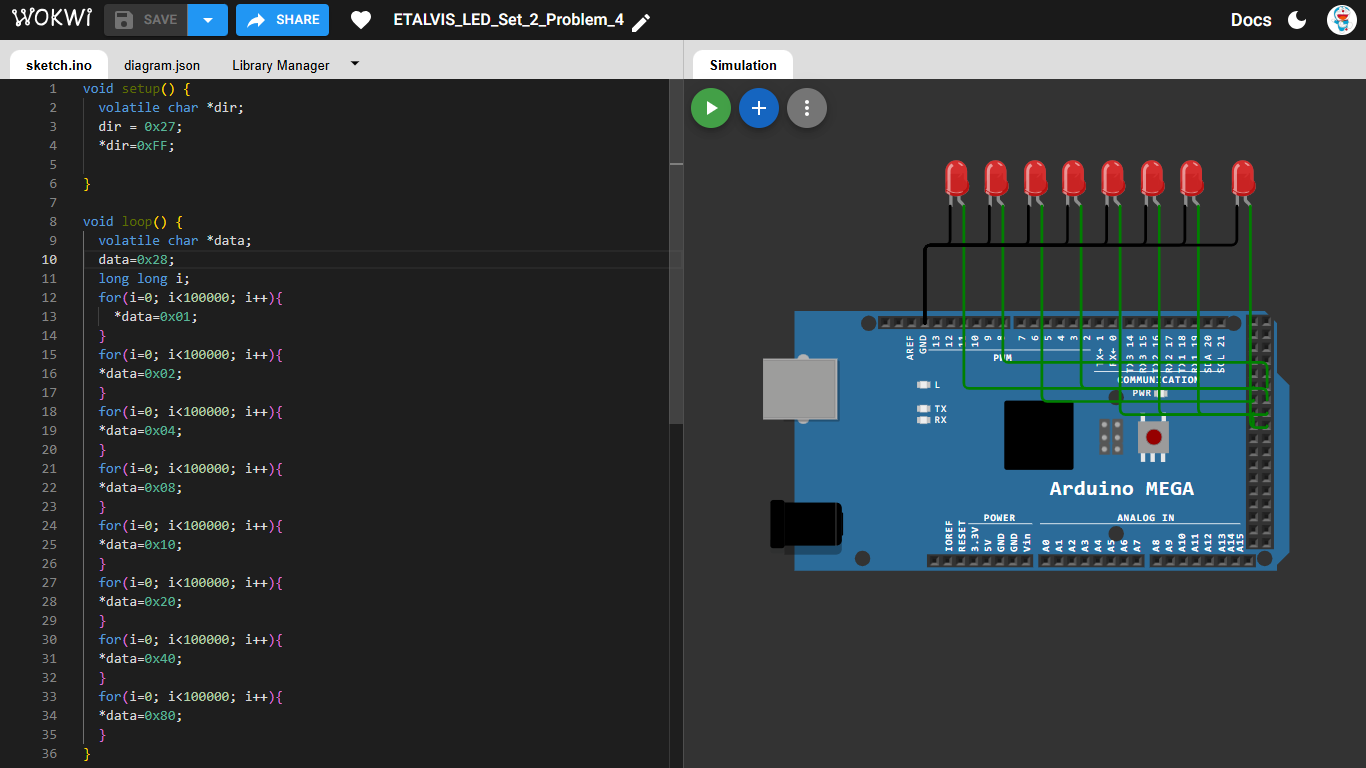 WOKWI SAVE SHARE ETALVIS_LED_Set_2_Problem_4 Docs
sketch.ino diagram.json Library Manager
Simulation
1 void setup() {
2 volatile char *dir;
3 dir = 0x27;
4 *dir=0xFF;
5
6 }
7
8 void loop() {
9 volatile char *data;
10 data=0x28;
11 long long i;
12 for(i=0; i<100000; i++){
13 *data=0x01;
14 }
15 for(i=0; i<100000; i++){
16 *data=0x02;
17 }
18 for(i=0; i<100000; i++){
19 *data=0x04;
20 }
21 for(i=0; i<100000; i++){
22 *data=0x08;
23 }
24 for(i=0; i<100000; i++){
25 *data=0x10;
26 }
27 for(i=0; i<100000; i++){
28 *data=0x20;
29 }
30 for(i=0; i<100000; i++){
31 *data=0x40;
32 }
33 for(i=0; i<100000; i++){
34 *data=0x80;
35 }
36 }
AREF GND 13 12 11 10 9 8 7 6 5 4 3 2 1 0 14 15 16 17 18 19 20 21
PWM
COMMUNICATION
L
PWR
TX
RX
Arduino MEGA
POWER ANALOG IN
IOREF RESET 3.3V 5V GND GND Vin A0 A1 A2 A3 A4 A5 A6 A7 A8 A9 A10 A11 A12 A13 A14 A15